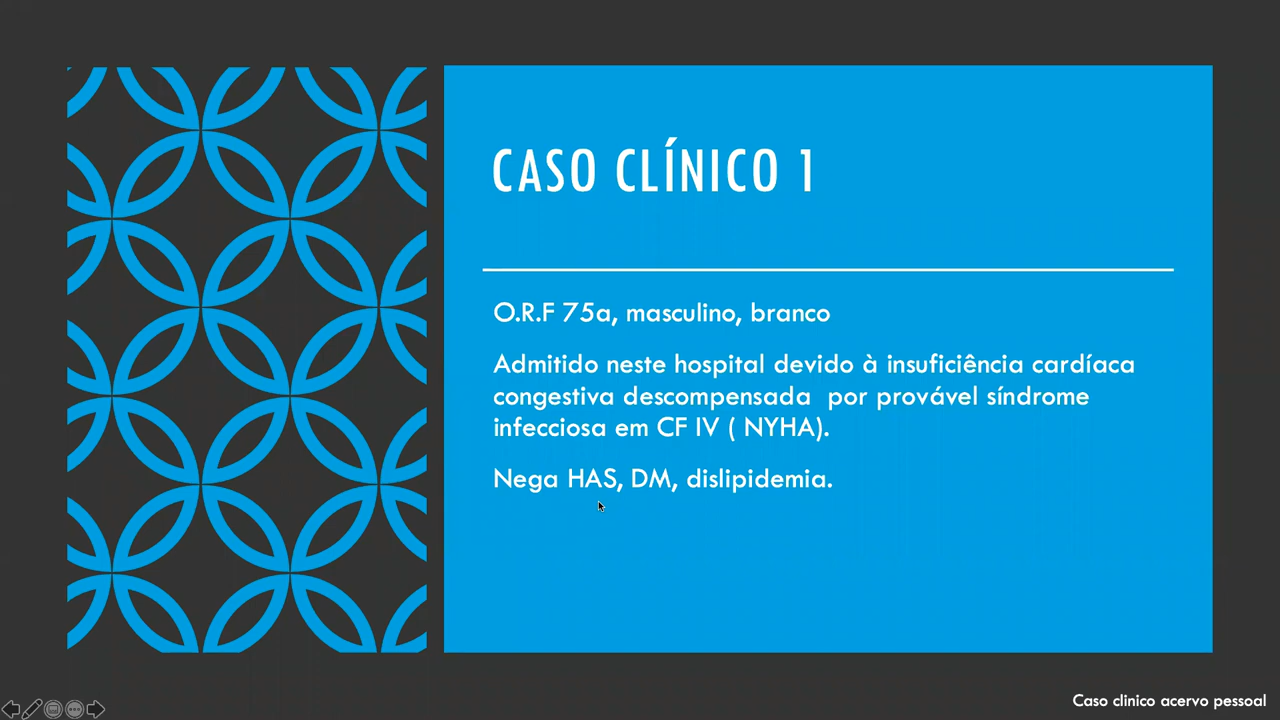 CASO CLÍNICO 1
O.R.F 75a, masculino, branco
Admitido neste hospital devido à insuficiência cardíaca
congestiva descompensada  por provável síndrome
infecciosa em CF IV ( NYHA).
Nega HAS, DM, dislipidemia.
Caso clinico acervo pessoal